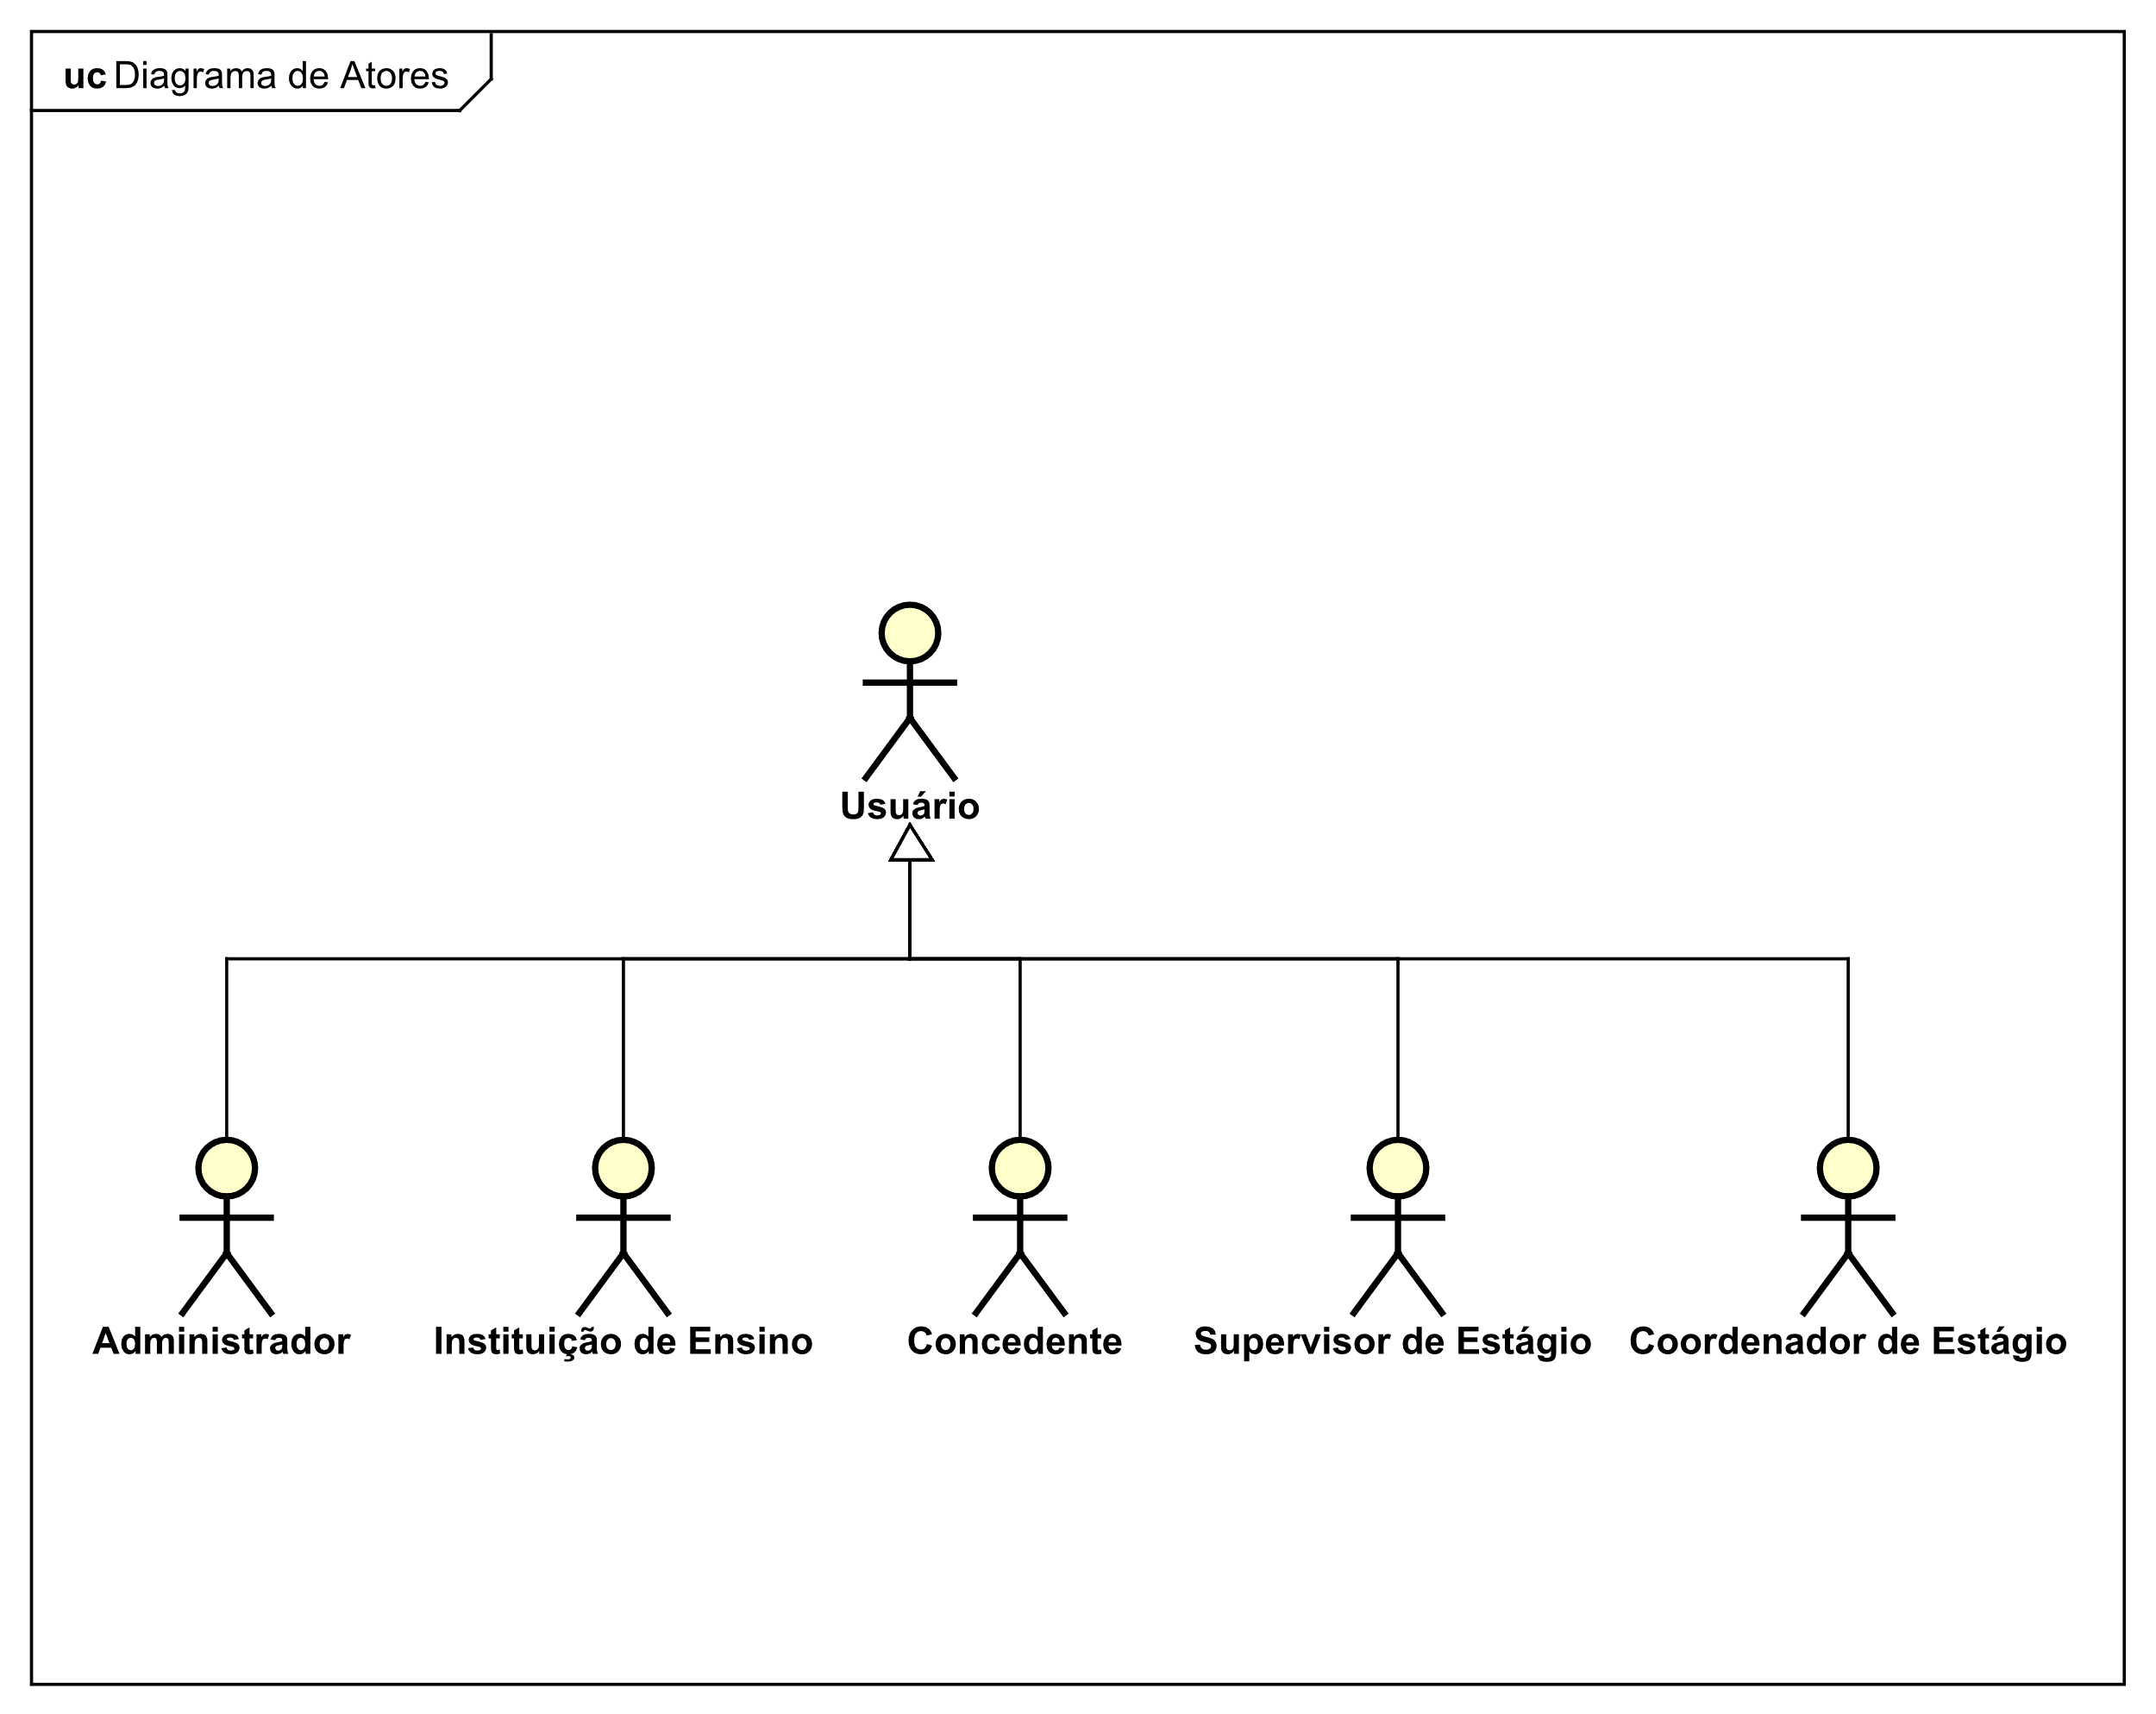 uc Diagrama de Atores
Usuário
Administrador
Instituição de Ensino
Concedente
Supervisor de Estágio
Coordenador de Estágio